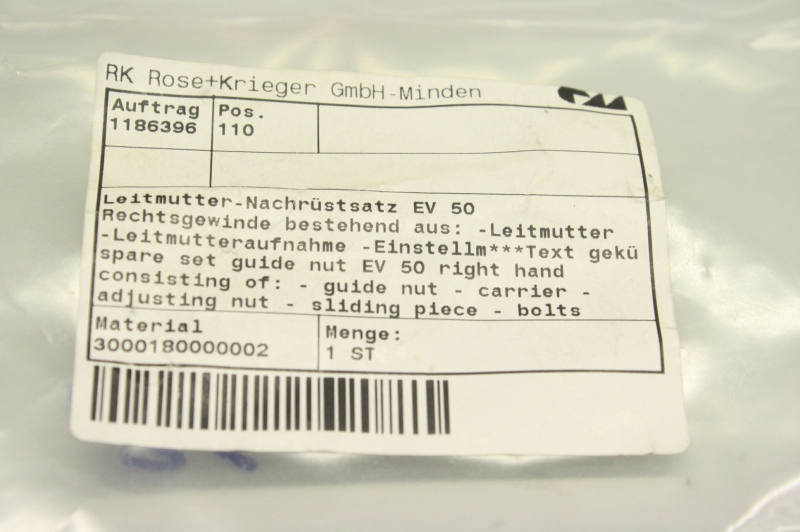 RK Rose+Krieger GmbH-Minden
Auftrag Pos.
1186396 110
Leitmutter-Nachrüstsatz EV 50
Rechtsgewinde bestehend aus: -Leitmutter
-Leitmutteraufnahme -Einstellm***Text gekü
spare set guide nut EV 50 right hand
consisting of: - guide nut - carrier -
adjusting nut - sliding piece - bolts
Material Menge:
3000180000002 1 ST